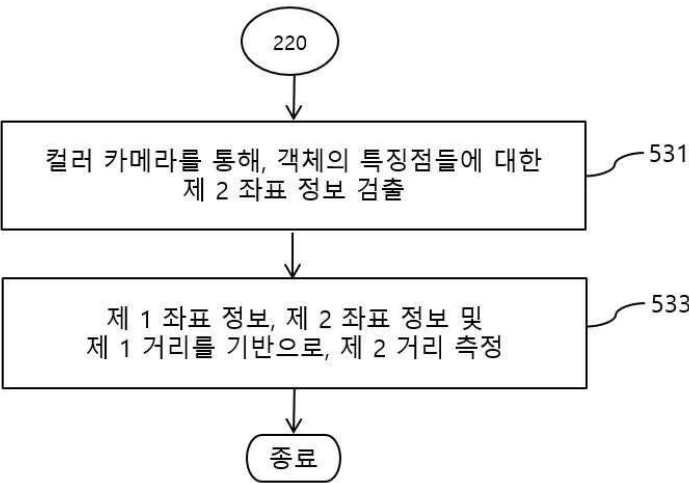 220
컬러 카메라를 통해, 객체의 특징점들에 대한
제 2 좌표 정보 검출
531
제 1 좌표 정보, 제 2 좌표 정보 및
제 1 거리를 기반으로, 제 2 거리 측정
533
종료